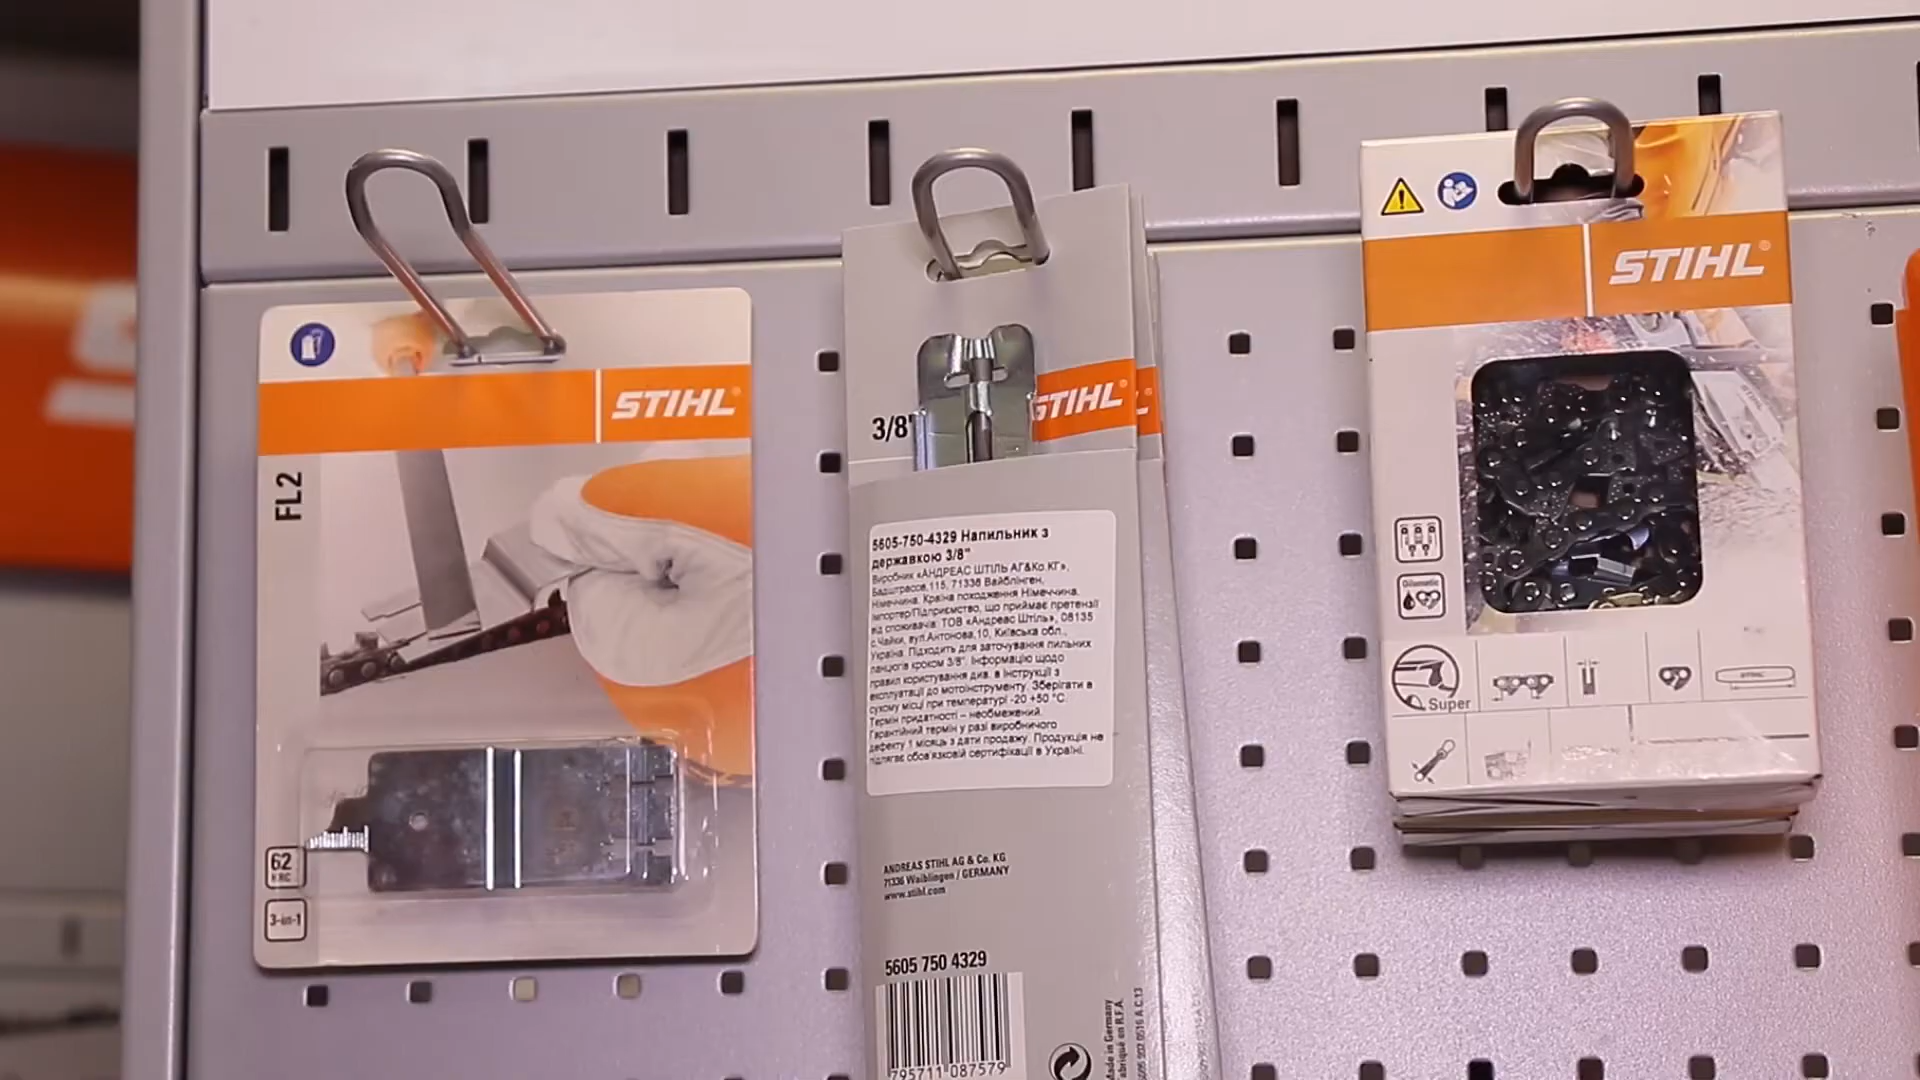 STIHL®
FL2
62
HRC
3-in-1
3/8"
STIHL®
5605-750-4329 Напильник з
державкою 3/8"
Виробник «АНДРЕАС ШТІЛЬ АГ&Ко.КГ»,
Бадштрассе,115, 71336 Вайблінген,
Німеччина. Країна походження Німеччина.
Імпортер/Підприємство, що приймає претензії
від споживачів: ТОВ «Андреас Штіль», 08135
с.Чайки, вул.Антонова,10, Київська обл.,
Україна. Підходить для заточування пильних
ланцюгів кроком 3/8". Інформацію щодо
правил користування див. в Інструкції з
експлуатації до мотоінструменту. Зберігати в
сухому місці при температурі -20 +50 °C.
Термін придатності – необмежений.
Гарантійний термін у разі виробничого
дефекту 1 місяць з дати продажу. Продукція не
підлягає обов'язковій сертифікації в Україні.
ANDREAS STIHL AG & Co. KG
71336 Waiblingen / GERMANY
www.stihl.com
5605 750 4329
795711 087579
Made in Germany
STIHL®
Oilomatic
Super
STIHL